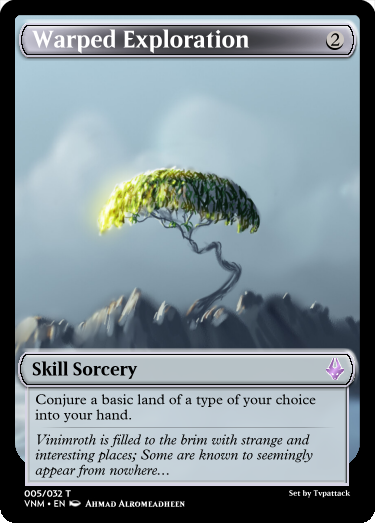 Warped Exploration 2
Skill Sorcery
Conjure a basic land of a type of your choice
into your hand.
Vinimroth is filled to the brim with strange and
interesting places; Some are known to seemingly
appear from nowhere...
005/032 T
Set by Tvpattack
VNM • EN Ahmad Alromeadheen